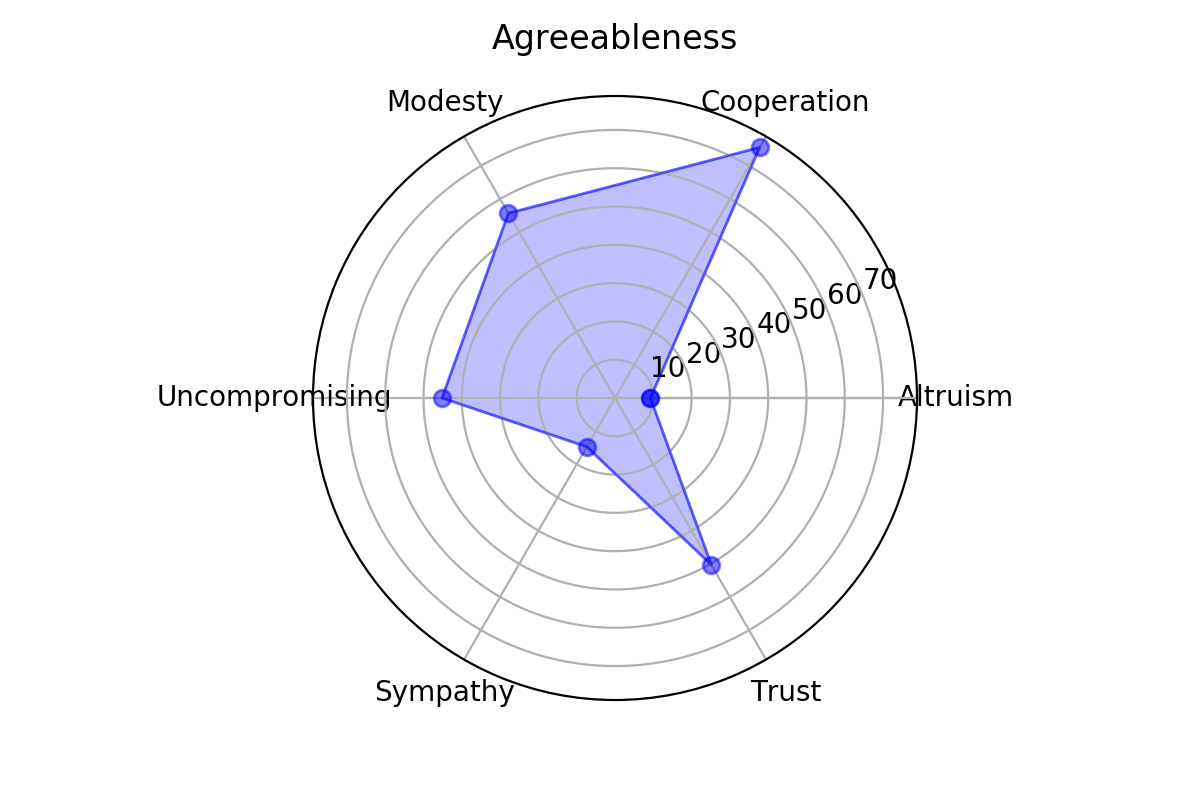 Agreeableness
Modesty
Cooperation
70
60
50
40
30
20
10
Uncompromising
Altruism
Sympathy
Trust